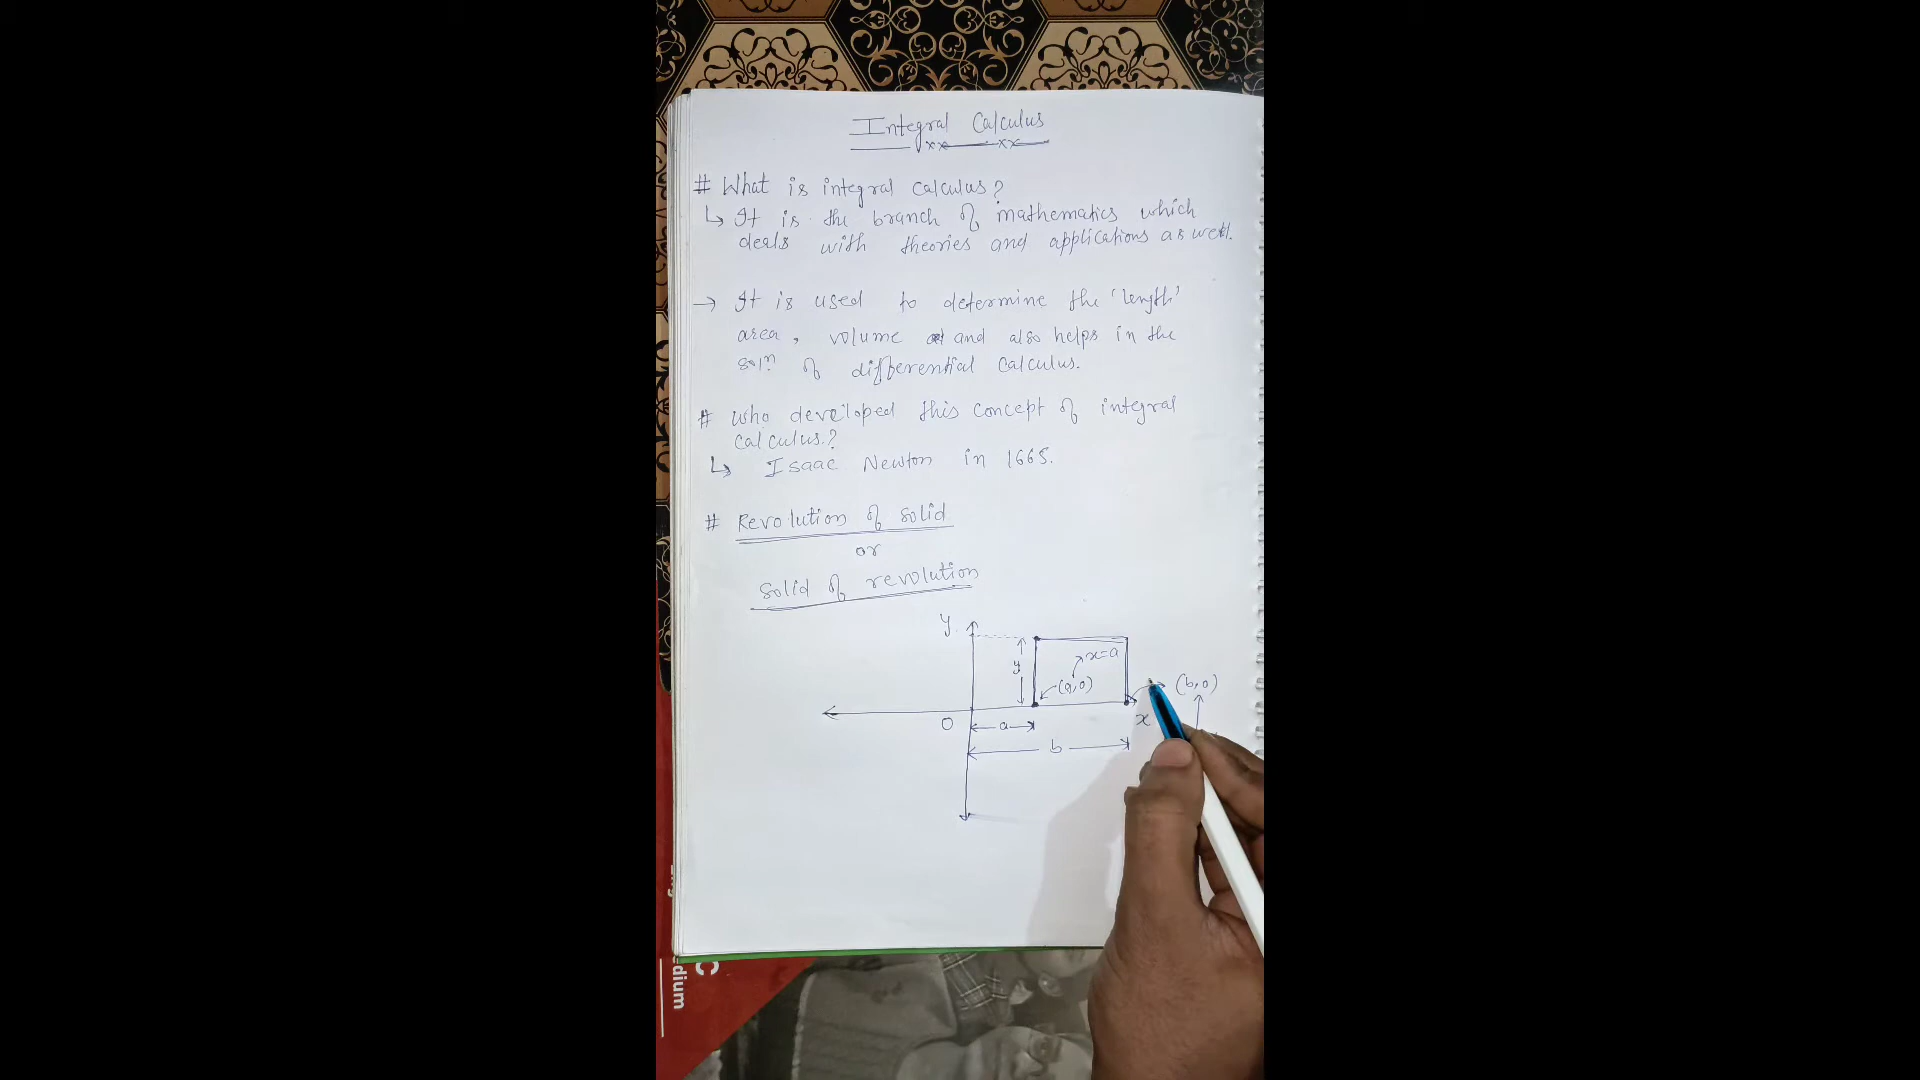 Integral Calculus
# What is integral calculus?
↳ It is the branch of mathematics which
deals with theories and applications as well.
→ It is used to determine the 'length'
area, volume and also helps in the
solⁿ of differential calculus.
# Who developed this concept of integral
calculus.?
↳ Isaac Newton in 1665.
# Revolution of solid
or
Solid of revolution
y
y
x=a
(a,0)
(b,0)
O
a
x
b
C
dium